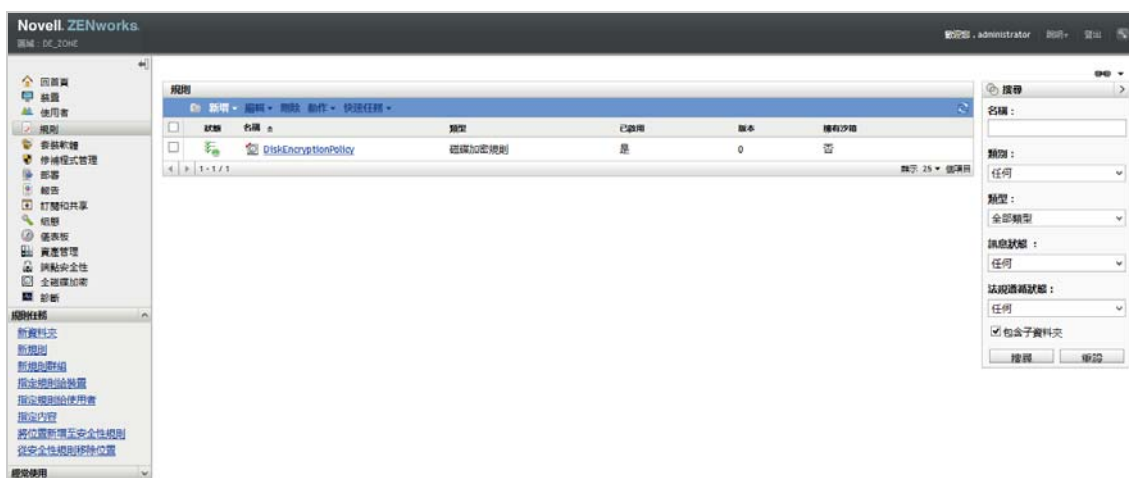 Novell ZENworks.
區域：DE_ZONE
歡迎您，administrator
說明
登出
回首頁
裝置
使用者
規則
套裝軟體
修補程式管理
部署
報告
訂閱和共享
組態
儀表板
資產管理
端點安全性
全磁碟加密
診斷
規則任務
新資料夾
新規則
新規則群組
指定規則給裝置
指定規則給使用者
指定內容
將位置新增至安全性規則
從安全性規則移除位置
經常使用
規則
新增 編輯 刪除 動作 快速任務
狀態 名稱 類型 已啟用 版本 擁有沙箱
DiskEncryptionPolicy 磁碟加密規則 是 0 否
1 - 1 / 1
顯示 25 個項目
搜尋
名稱：
類別：
任何
類型：
全部類型
訊息狀態：
任何
法規遵循狀態：
任何
包含子資料夾
搜尋 重設